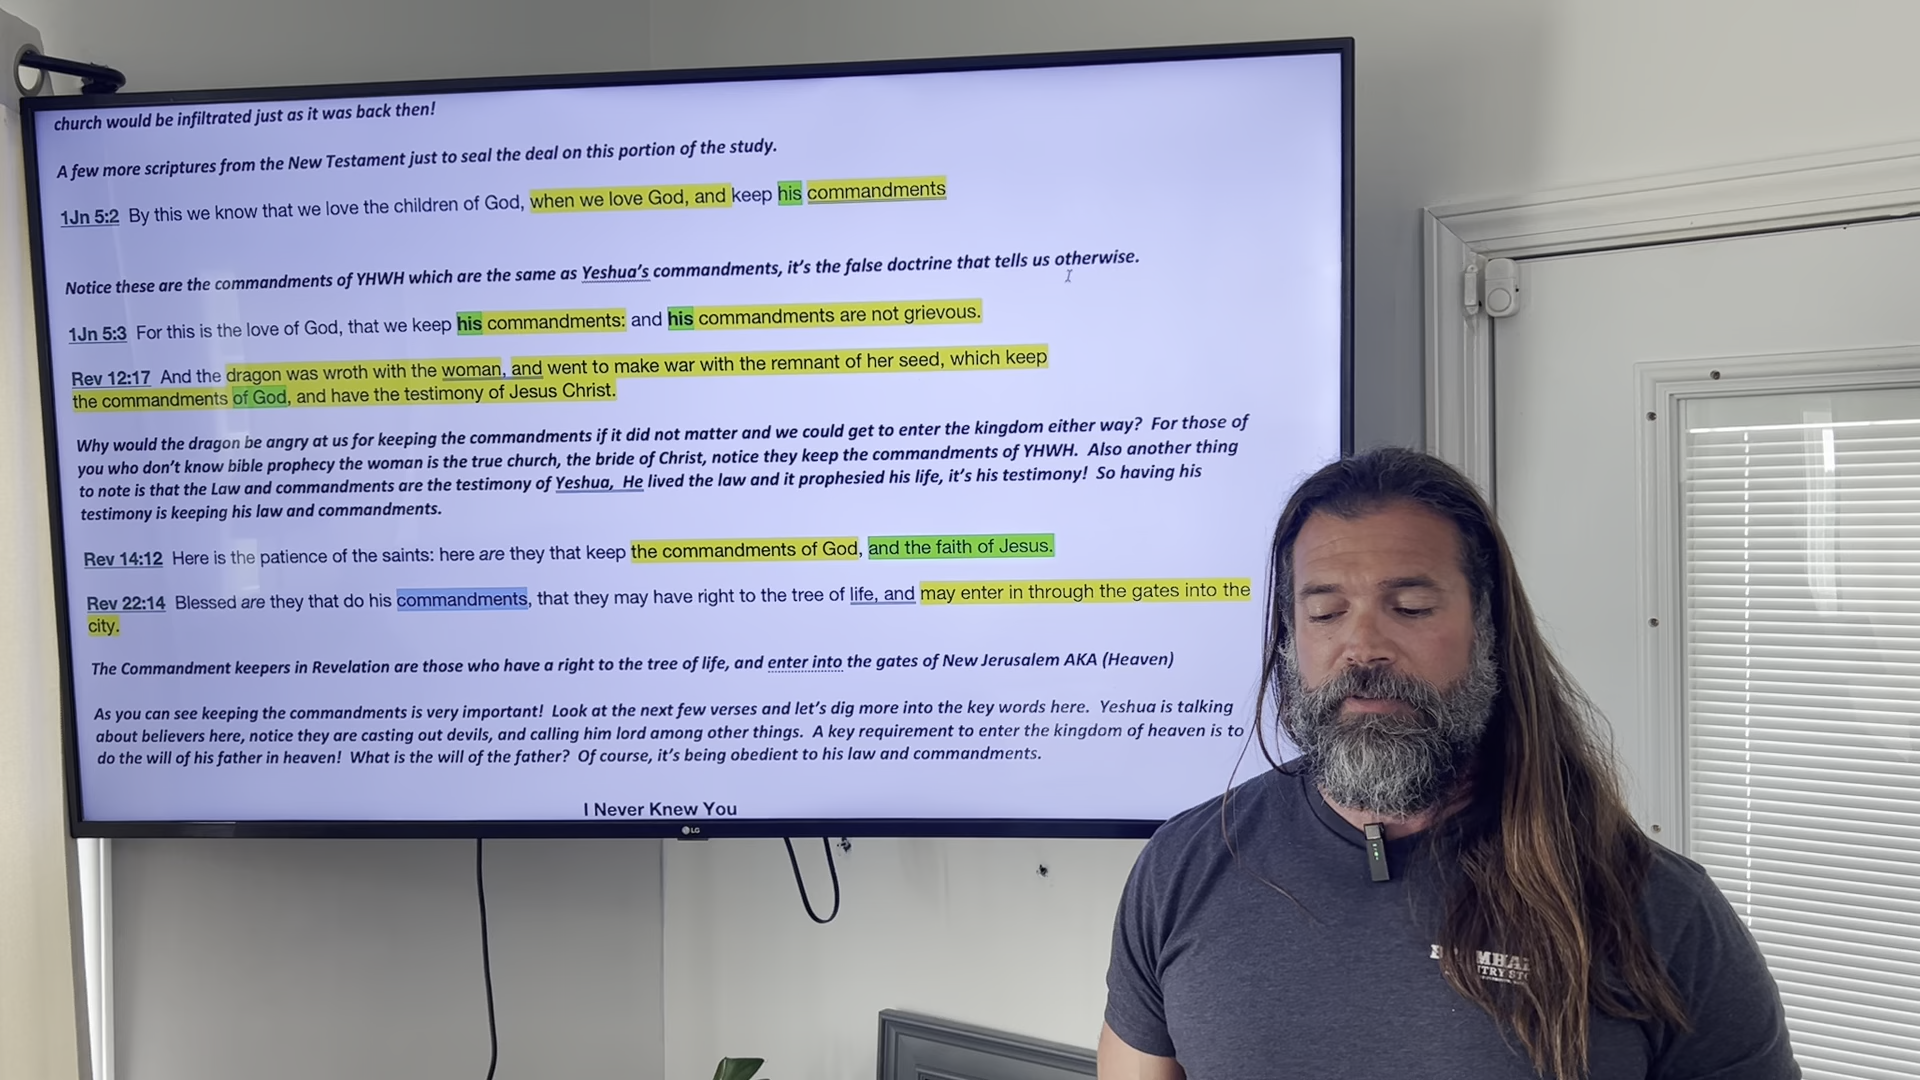 church would be infiltrated just as it was back then!
A few more scriptures from the New Testament just to seal the deal on this portion of the study.
1Jn 5:2 By this we know that we love the children of God, when we love God, and keep his commandments
Notice these are the commandments of YHWH which are the same as Yeshua's commandments, it's the false doctrine that tells us otherwise.
1Jn 5:3 For this is the love of God, that we keep his commandments: and his commandments are not grievous.
Rev 12:17 And the dragon was wroth with the woman, and went to make war with the remnant of her seed, which keep
the commandments of God, and have the testimony of Jesus Christ.
Why would the dragon be angry at us for keeping the commandments if it did not matter and we could get to enter the kingdom either way? For those of
you who don't know bible prophecy the woman is the true church, the bride of Christ, notice they keep the commandments of YHWH. Also another thing
to note is that the Law and commandments are the testimony of Yeshua, He lived the law and it prophesied his life, it's his testimony! So having his
testimony is keeping his law and commandments.
Rev 14:12 Here is the patience of the saints: here are they that keep the commandments of God, and the faith of Jesus.
Rev 22:14 Blessed are they that do his commandments, that they may have right to the tree of life, and may enter in through the gates into the
city.
The Commandment keepers in Revelation are those who have a right to the tree of life, and enter into the gates of New Jerusalem AKA (Heaven)
As you can see keeping the commandments is very important! Look at the next few verses and let's dig more into the key words here. Yeshua is talking
about believers here, notice they are casting out devils, and calling him lord among other things. A key requirement to enter the kingdom of heaven is to
do the will of his father in heaven! What is the will of the father? Of course, it's being obedient to his law and commandments.
I Never Knew You
LG